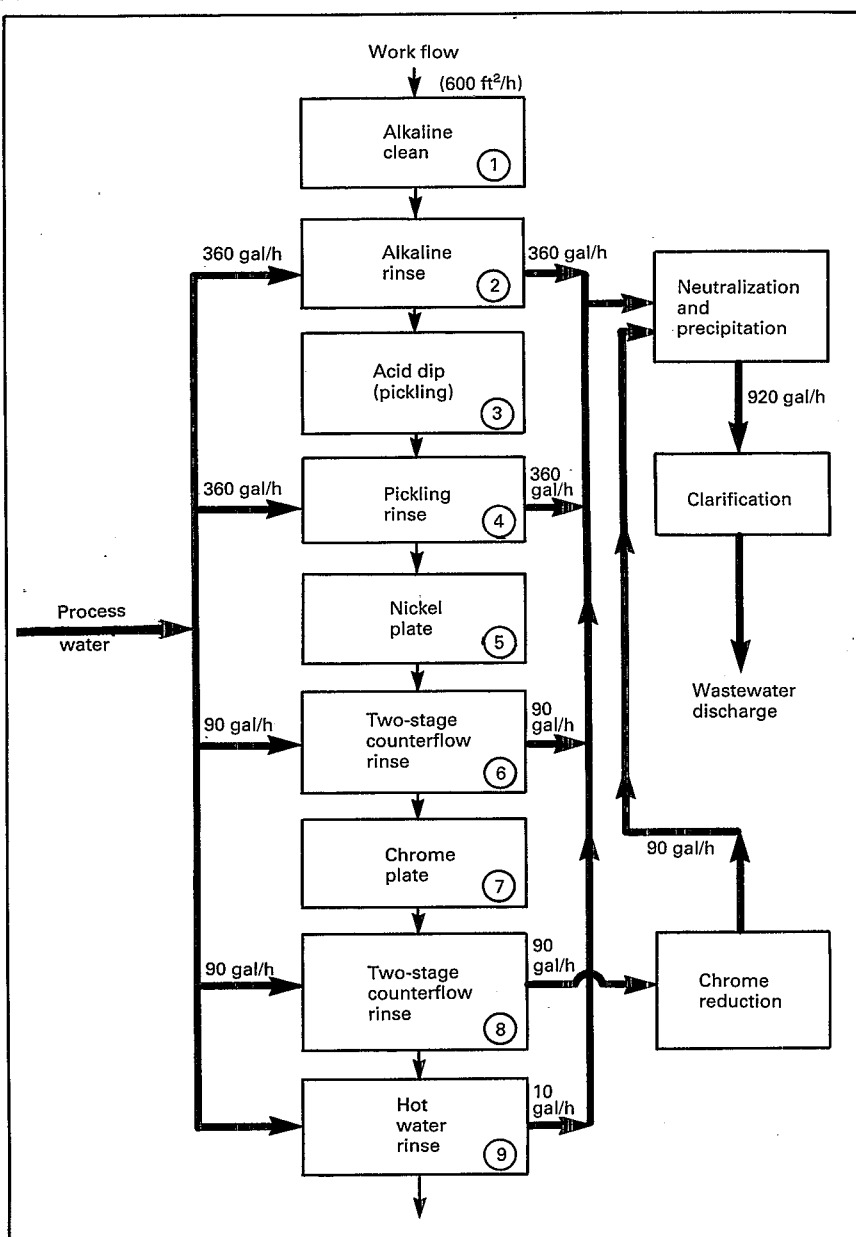 Work flow
(600 ft²/h)
Alkaline
clean
1
360 gal/h
Alkaline
rinse
2
360 gal/h
Neutralization
and
precipitation
Acid dip
(pickling)
3
920 gal/h
360 gal/h
Pickling
rinse
4
360
gal/h
Clarification
Process
water
Nickel
plate
5
Wastewater
discharge
90 gal/h
Two-stage
counterflow
rinse
6
90
gal/h
Chrome
plate
7
90 gal/h
90 gal/h
Two-stage
counterflow
rinse
8
90
gal/h
Chrome
reduction
Hot
water
rinse
9
10
gal/h